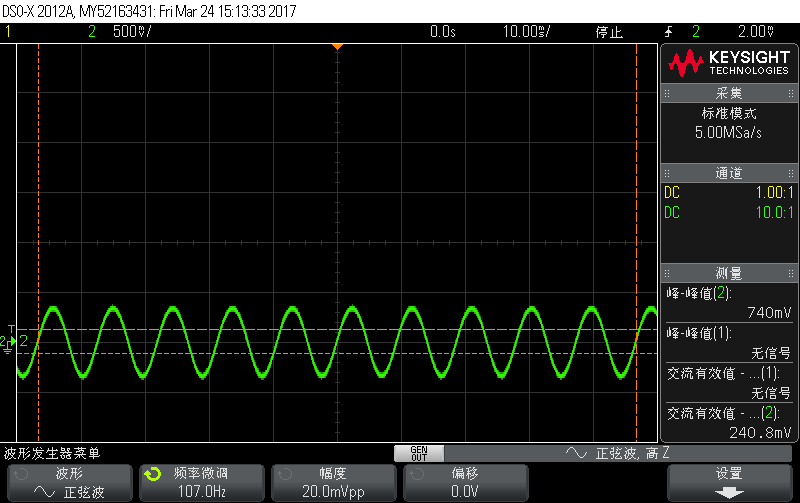 DSO-X 2012A, MY52163431: Fri Mar 24 15:13:33 2017
1 2 500mV/ 0.0s 10.00ms/ 停止 2 2.00V
KEYSIGHT
TECHNOLOGIES
采集
标准模式
5.00MSa/s
通道
DC 1.00:1
DC 10.0:1
测量
峰-峰值(2):
740mV
峰-峰值(1):
无信号
交流有效值 - ...(1):
无信号
交流有效值 - ...(2):
240.8mV
T
2 2
波形发生器菜单 GEN OUT 正弦波, 高 Z
波形
正弦波
频率微调
107.0Hz
幅度
20.0mVpp
偏移
0.0V
设置